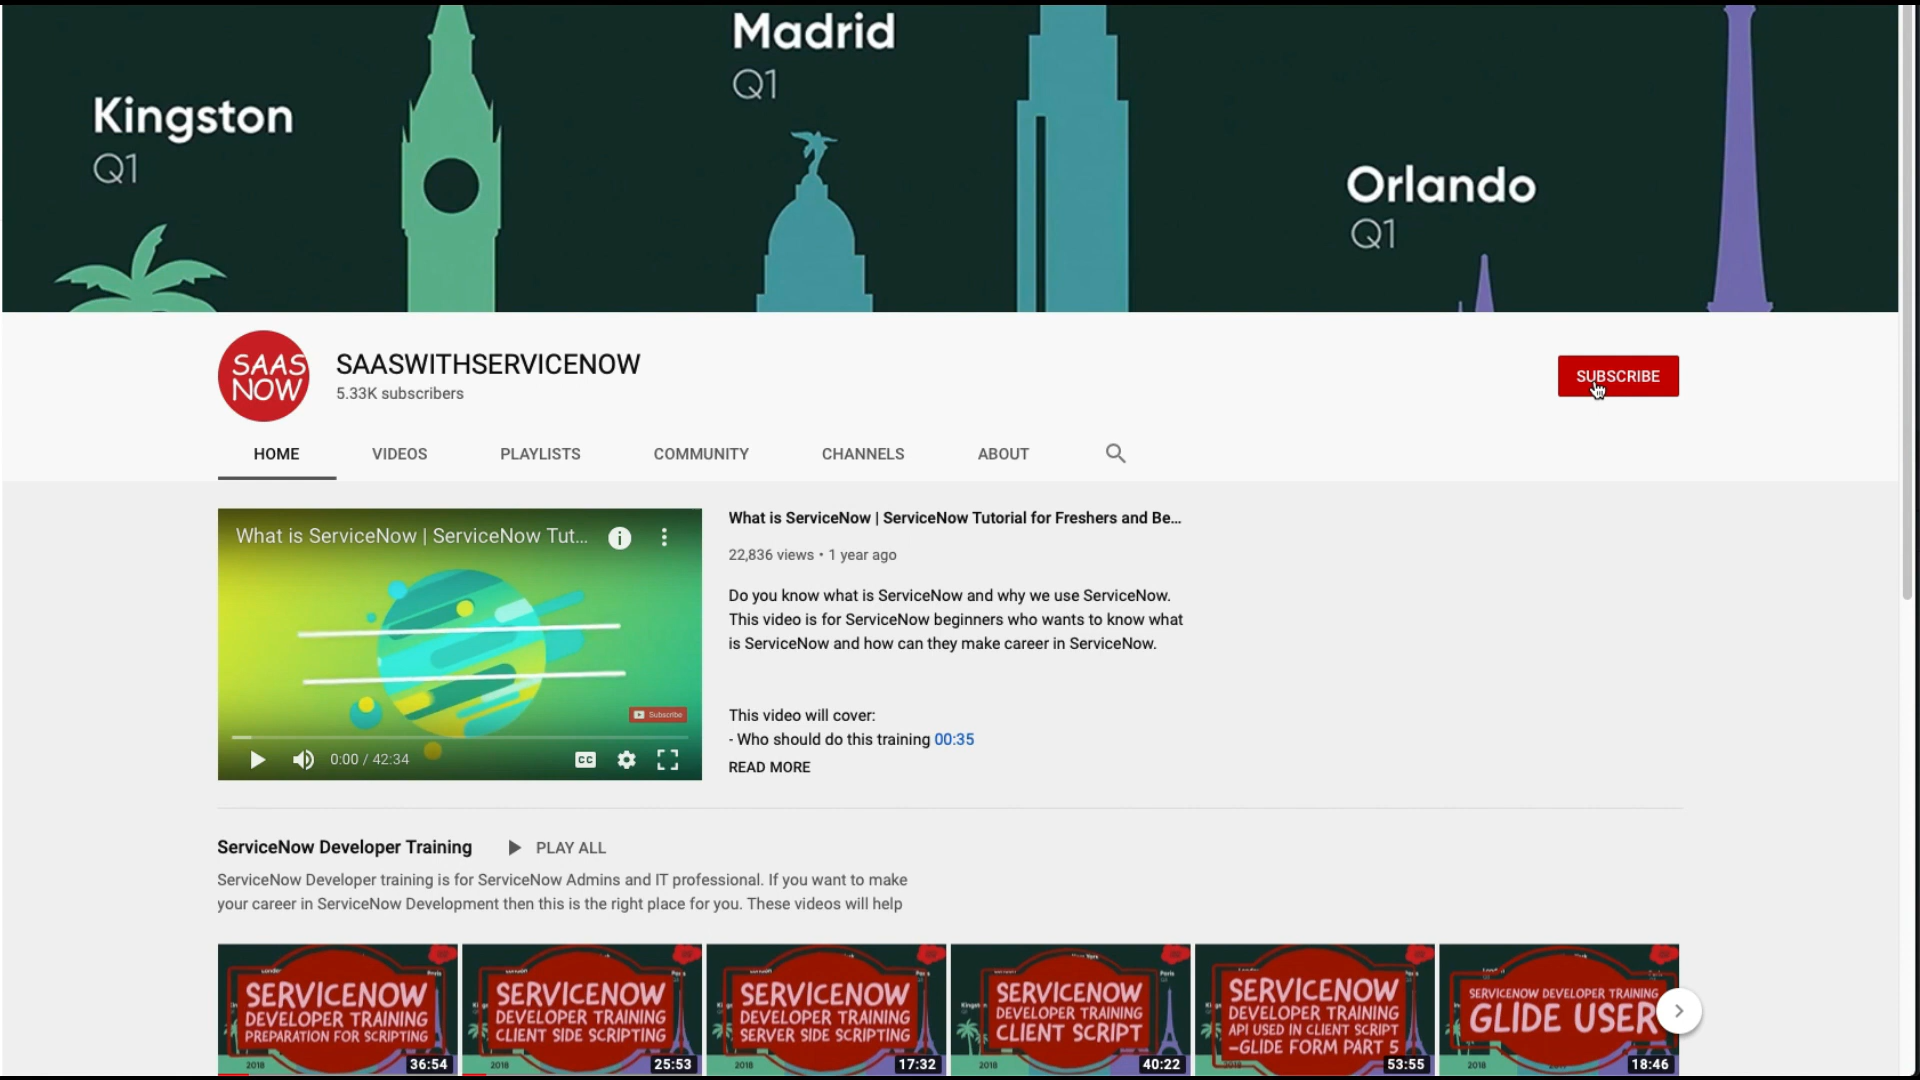 Madrid
Q1
Kingston
Q1
Orlando
Q1
SAAS
NOW
SAASWITHSERVICENOW
5.33K subscribers
SUBSCRIBE
HOME VIDEOS PLAYLISTS COMMUNITY CHANNELS ABOUT
What is ServiceNow | ServiceNow Tut...
Subscribe
0:00 / 42:34
CC
What is ServiceNow | ServiceNow Tutorial for Freshers and Be...
22,836 views • 1 year ago
Do you know what is ServiceNow and why we use ServiceNow.
This video is for ServiceNow beginners who wants to know what
is ServiceNow and how can they make career in ServiceNow.
This video will cover:
- Who should do this training 00:35
READ MORE
ServiceNow Developer Training PLAY ALL
ServiceNow Developer training is for ServiceNow Admins and IT professional. If you want to make
your career in ServiceNow Development then this is the right place for you. These videos will help
SERVICENOW
DEVELOPER TRAINING
PREPARATION FOR SCRIPTING
2018
36:54
SERVICENOW
DEVELOPER TRAINING
CLIENT SIDE SCRIPTING
2018
25:53
SERVICENOW
DEVELOPER TRAINING
SERVER SIDE SCRIPTING
2018
17:32
SERVICENOW
DEVELOPER TRAINING
CLIENT SCRIPT
2018
40:22
SERVICENOW
DEVELOPER TRAINING
API USED IN CLIENT SCRIPT
-GLIDE FORM PART 5
2018
53:55
SERVICENOW DEVELOPER TRAINING
GLIDE USER
2018
18:46